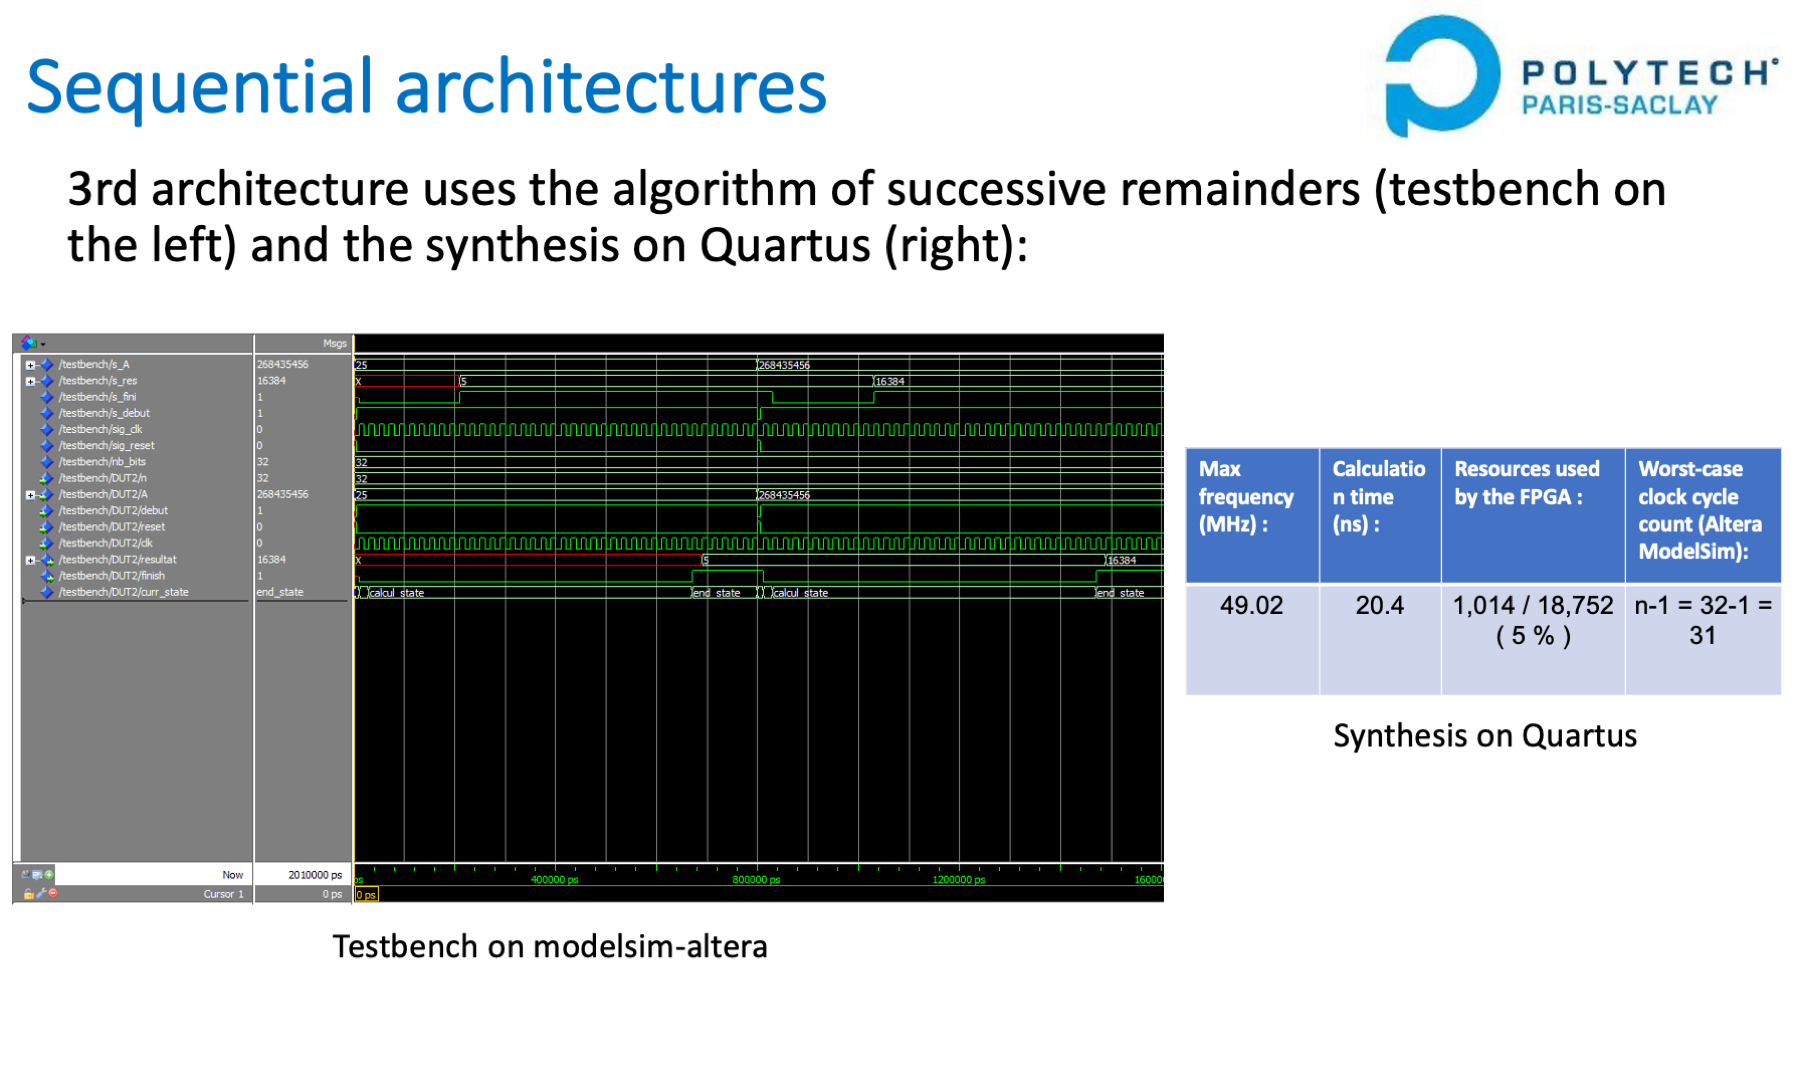 Sequential architectures
POLYTECH°
PARIS-SACLAY
3rd architecture uses the algorithm of successive remainders (testbench on
the left) and the synthesis on Quartus (right):
Msgs
/testbench/s_A 268435456 25 268435456
/testbench/s_res 16384 X 5 16384
/testbench/s_fini 1
/testbench/s_debut 1
/testbench/sig_clk 0
/testbench/sig_reset 0
/testbench/nb_bits 32 32
/testbench/DUT2/n 32 32
/testbench/DUT2/A 268435456 25 268435456
/testbench/DUT2/debut 1
/testbench/DUT2/reset 0
/testbench/DUT2/clk 0
/testbench/DUT2/resultat 16384 X 5 16384
/testbench/DUT2/finish 1
/testbench/DUT2/curr_state end_state calcul_state end_state calcul_state end_state
Now 2010000 ps ps 400000 ps 800000 ps 1200000 ps 160000
Cursor 1 0 ps 0 ps
Testbench on modelsim-altera
Max
frequency
(MHz) :
Calculatio
n time
(ns) :
Resources used
by the FPGA :
Worst-case
clock cycle
count (Altera
ModelSim):
49.02
20.4
1,014 / 18,752
( 5 % )
n-1 = 32-1 =
31
Synthesis on Quartus